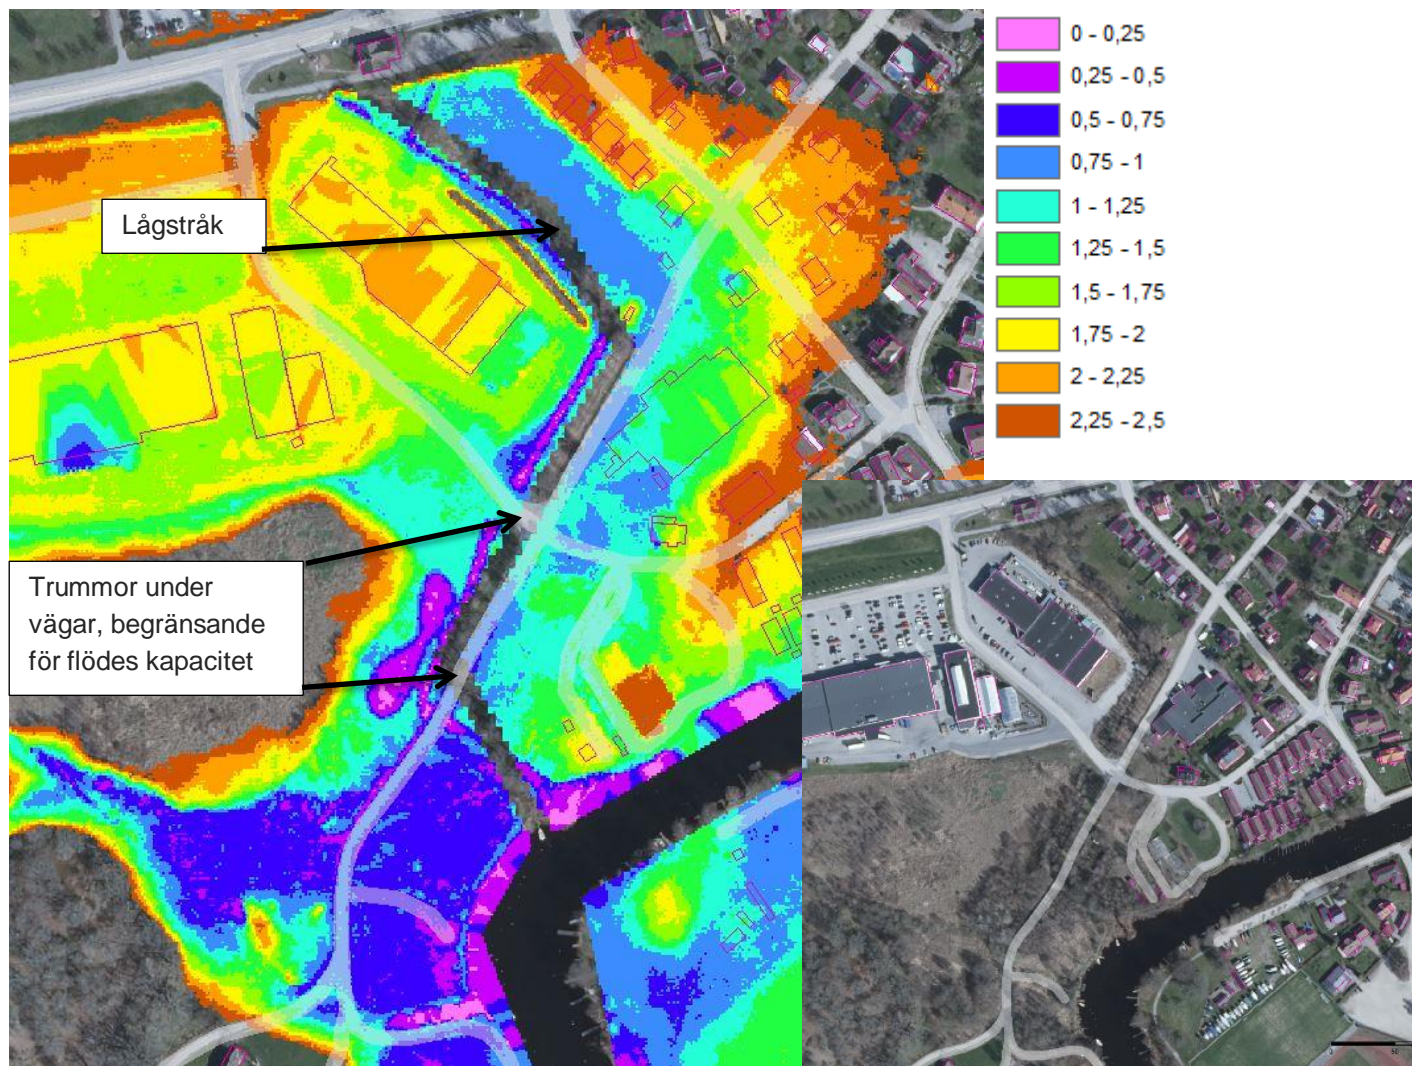 0 - 0,25
0,25 - 0,5
0,5 - 0,75
0,75 - 1
1 - 1,25
1,25 - 1,5
1,5 - 1,75
1,75 - 2
2 - 2,25
2,25 - 2,5
Lågstråk
Trummor under
vägar, begränsande
för flödes kapacitet
0 50